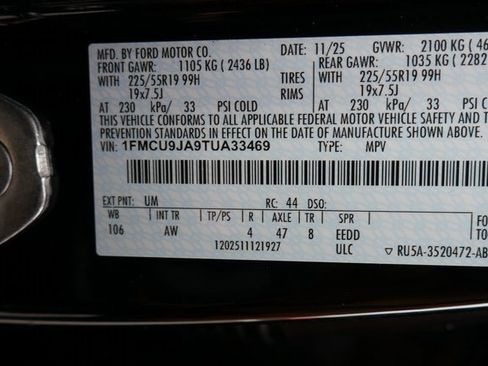 MFD. BY FORD MOTOR CO. DATE: 11/25 GVWR: 2100 KG (46
FRONT GAWR: 1105 KG (2436 LB) REAR GAWR: 1035 KG (2282
WITH 225/55R19 99H TIRES WITH 225/55R19 99H
19x7.5J RIMS 19x7.5J
AT 230 kPa/ 33 PSI COLD AT 230 kPa/ 33 PSI COLD
THIS VEHICLE CONFORMS TO ALL APPLICABLE FEDERAL MOTOR VEHICLE SAFETY AND
THEFT PREVENTION STANDARDS IN EFFECT ON THE DATE OF MANUFACTURE
VIN: 1FMCU9JA9TUA33469 TYPE: MPV
EXT PNT: UM RC: 44 DSO:
WB INT TR TP/PS R AXLE TR SPR
106 AW 4 47 8 EEDD
1202511121927 ULC ▽ RU5A-3520472-AB